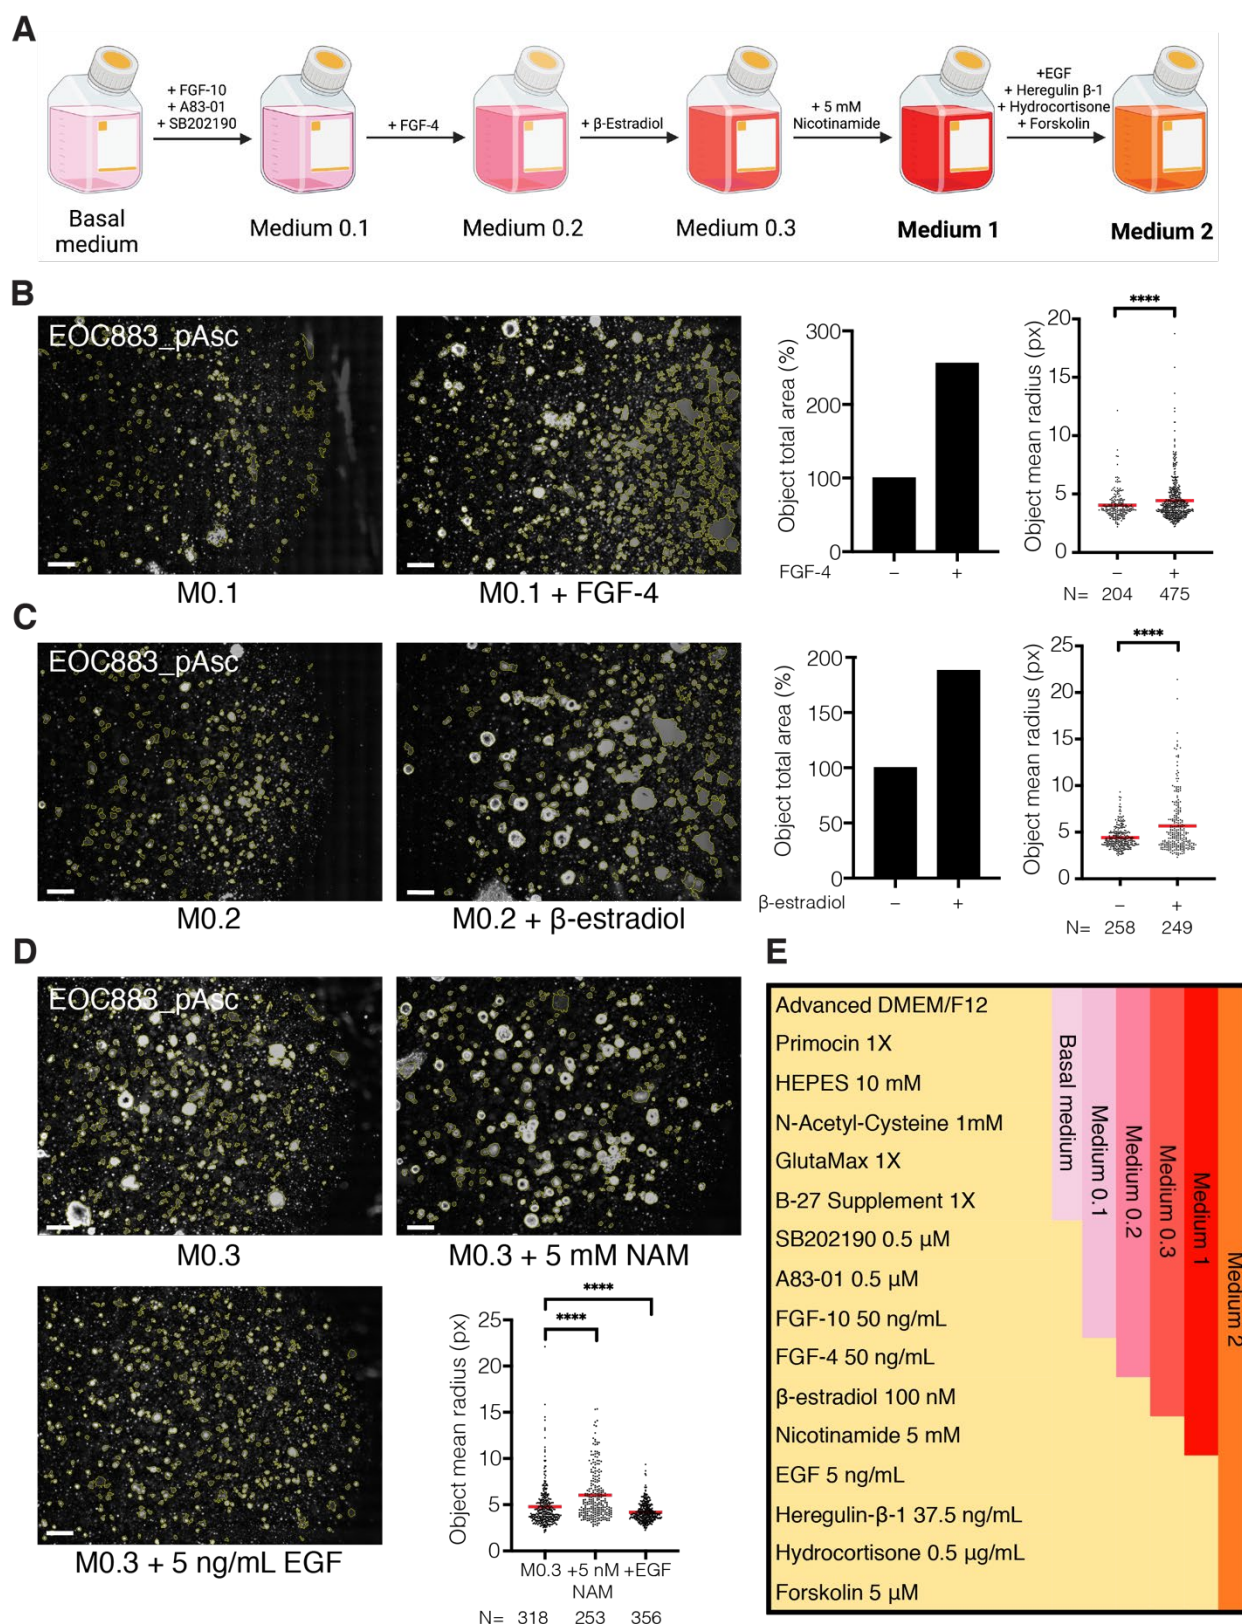 A
+ FGF-10
+ A83-01
+ SB202190
+ FGF-4
+ β-Estradiol
+ 5 mM
Nicotinamide
+EGF
+ Heregulin β-1
+ Hydrocortisone
+ Forskolin
Basal
medium
Medium 0.1
Medium 0.2
Medium 0.3
Medium 1
Medium 2
B
EOC883_pAsc
M0.1
M0.1 + FGF-4
Object total area (%)
300
200
100
0
FGF-4
–
+
Object mean radius (px)
20
15
10
5
0
****
–
+
N=
204
475
C
EOC883_pAsc
M0.2
M0.2 + β-estradiol
Object total area (%)
200
150
100
50
0
β-estradiol
–
+
Object mean radius (px)
25
20
15
10
5
0
****
–
+
N=
258
249
D
EOC883_pAsc
M0.3
M0.3 + 5 mM NAM
M0.3 + 5 ng/mL EGF
Object mean radius (px)
25
20
15
10
5
0
****
****
M0.3 +5 nM +EGF
NAM
N= 318 253 356
E
Advanced DMEM/F12
Primocin 1X
HEPES 10 mM
N-Acetyl-Cysteine 1mM
GlutaMax 1X
B-27 Supplement 1X
SB202190 0.5 µM
A83-01 0.5 µM
FGF-10 50 ng/mL
FGF-4 50 ng/mL
β-estradiol 100 nM
Nicotinamide 5 mM
EGF 5 ng/mL
Heregulin-β-1 37.5 ng/mL
Hydrocortisone 0.5 µg/mL
Forskolin 5 µM
Basal medium
Medium 0.1
Medium 0.2
Medium 0.3
Medium 1
Medium 2